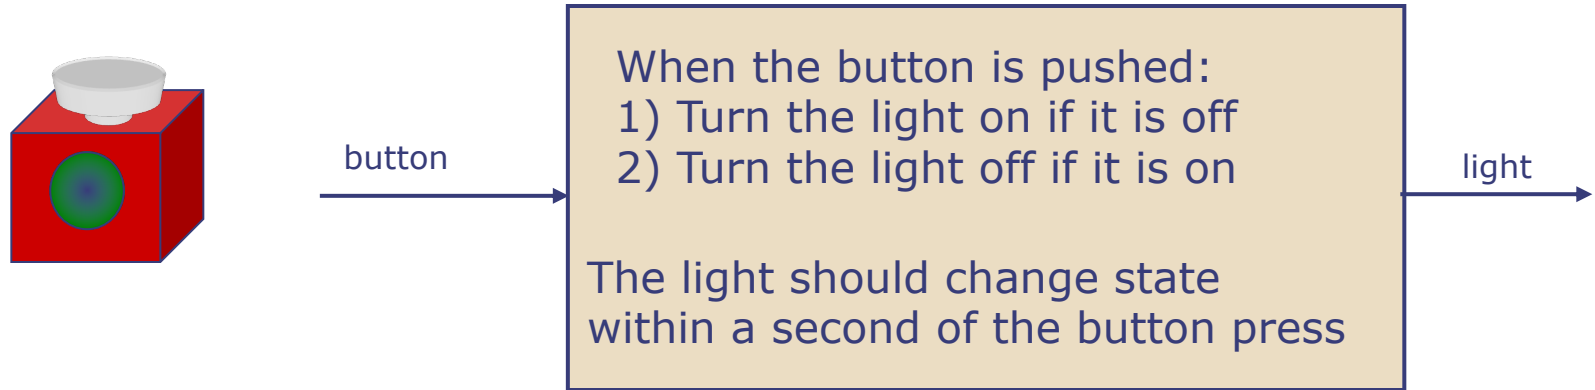 button
When the button is pushed:
1) Turn the light on if it is off
2) Turn the light off if it is on
The light should change state
within a second of the button press
light